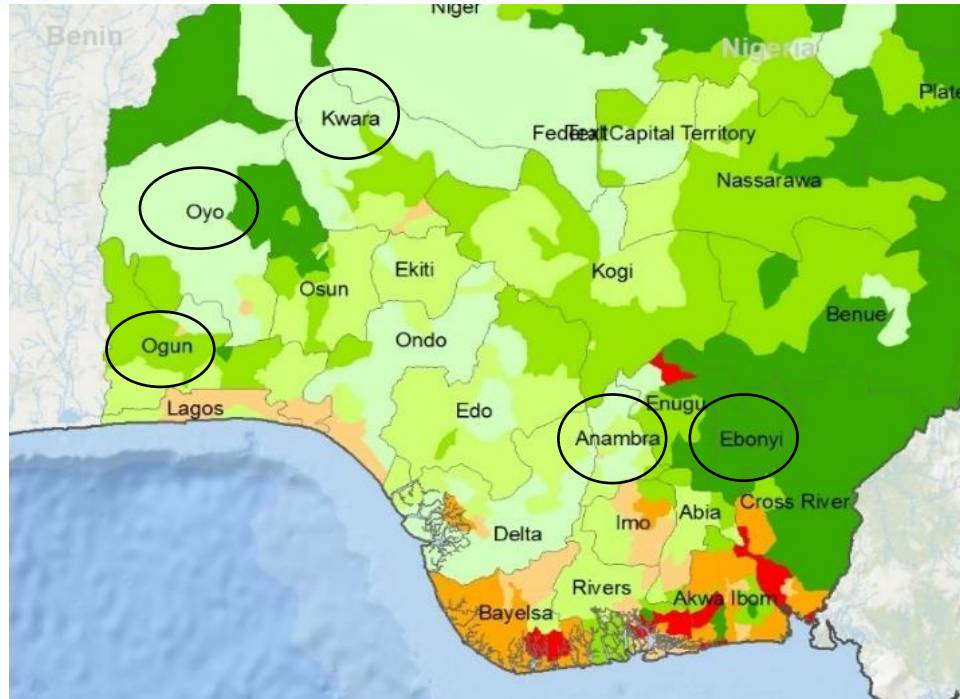 Niger
Benin
Nigeria
Plate
Kwara
Federal Capital Territory
Text
Nassarawa
Oyo
Ekiti
Kogi
Osun
Benue
Ogun
Ondo
Lagos
Edo
Enugu
Anambra
Ebonyi
Cross River
Delta
Imo
Abia
Rivers
Bayelsa
Akwa Ibom